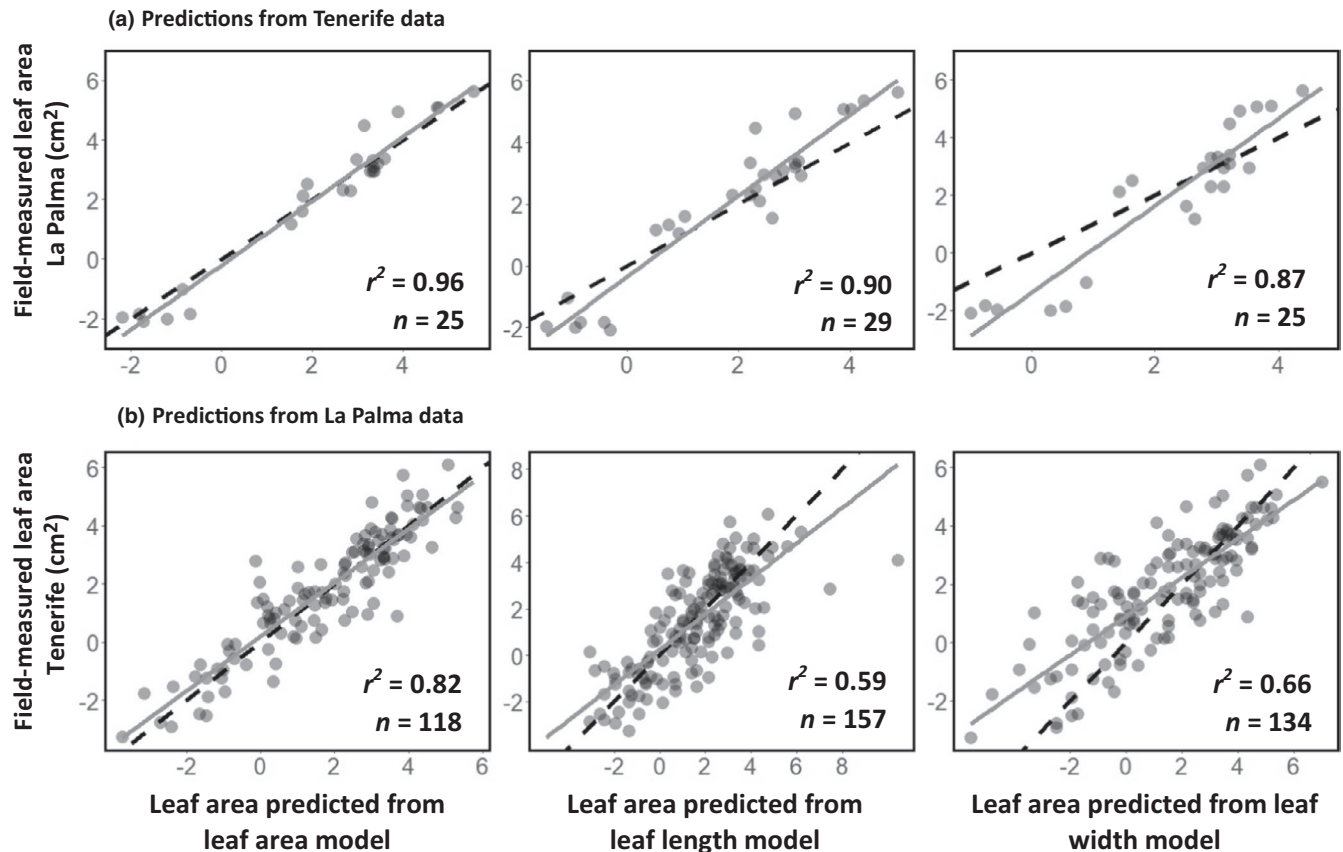 (a) Predictions from Tenerife data
Field-measured leaf area
La Palma (cm²)
6
4
2
0
-2
-2
0
2
4
r² = 0.96
n = 25
6
4
2
0
-2
0
2
4
r² = 0.90
n = 29
6
4
2
0
-2
0
2
4
r² = 0.87
n = 25
(b) Predictions from La Palma data
Field-measured leaf area
Tenerife (cm²)
6
4
2
0
-2
-2
0
2
4
6
r² = 0.82
n = 118
8
6
4
2
0
-2
0
2
4
6
8
r² = 0.59
n = 157
6
4
2
0
-2
-2
0
2
4
6
r² = 0.66
n = 134
Leaf area predicted from
leaf area model
Leaf area predicted from
leaf length model
Leaf area predicted from leaf
width model